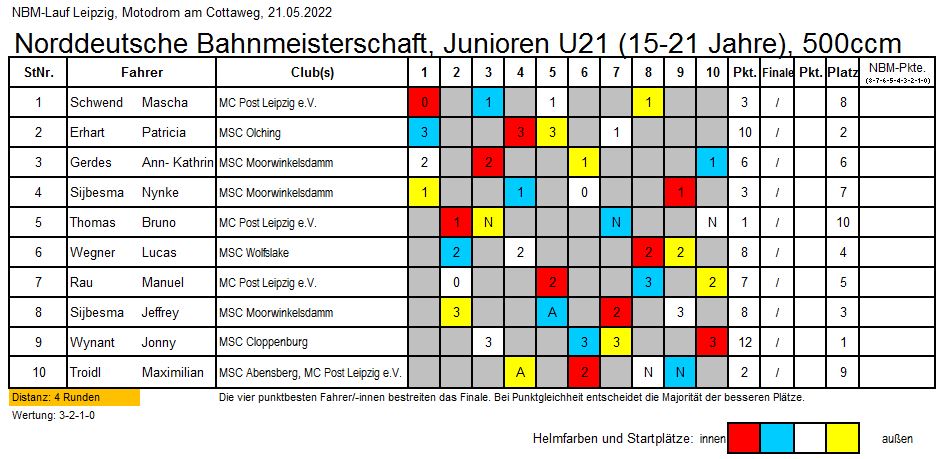 NBM-Lauf Leipzig, Motodrom am Cottaweg, 21.05.2022
Norddeutsche Bahnmeisterschaft, Junioren U21 (15-21 Jahre), 500ccm
StNr. Fahrer Club(s) 1 2 3 4 5 6 7 8 9 10 Pkt. Finale Pkt. Platz NBM-Pkte.
(8-7-6-5-4-3-2-1-0)
1 Schwend Mascha MC Post Leipzig e.V. 0 1 1 1 3 / 8
2 Erhart Patricia MSC Olching 3 3 3 1 10 / 2
3 Gerdes Ann- Kathrin MSC Moorwinkelsdamm 2 2 1 1 6 / 6
4 Sijbesma Nynke MSC Moorwinkelsdamm 1 1 0 1 3 / 7
5 Thomas Bruno MC Post Leipzig e.V. 1 N N N 1 / 10
6 Wegner Lucas MSC Wolfslake 2 2 2 2 8 / 4
7 Rau Manuel MC Post Leipzig e.V. 0 2 3 2 7 / 5
8 Sijbesma Jeffrey MSC Moorwinkelsdamm 3 A 2 3 8 / 3
9 Wynant Jonny MSC Cloppenburg 3 3 3 3 12 / 1
10 Troidl Maximilian MSC Abensberg, MC Post Leipzig e.V. A 2 N N 2 / 9
Distanz: 4 Runden Die vier punktbesten Fahrer/-innen bestreiten das Finale. Bei Punktgleichheit entscheidet die Majorität der besseren Plätze.
Wertung: 3-2-1-0
Helmfarben und Startplätze: innen außen